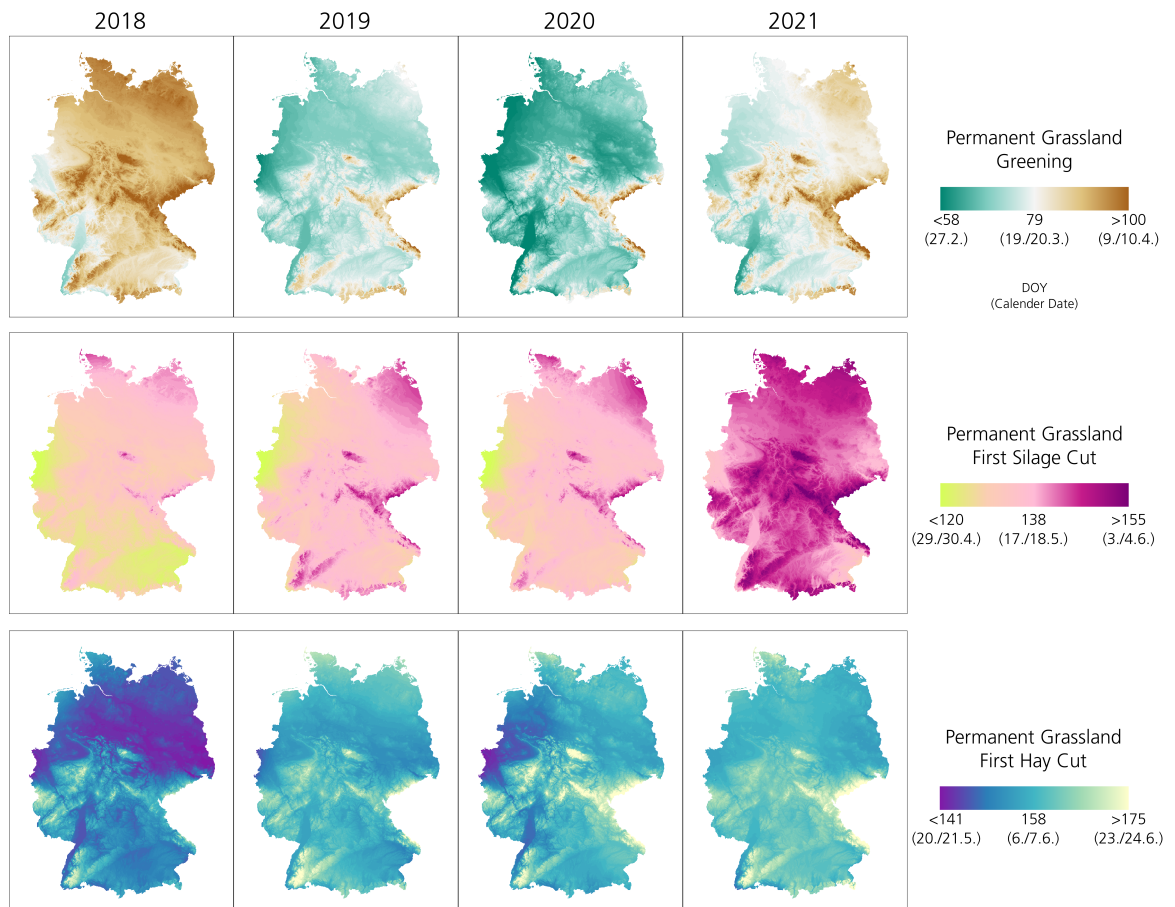 2018 2019 2020 2021
Permanent Grassland
Greening
<58 79 >100
(27.2.) (19./20.3.) (9./10.4.)
DOY
(Calender Date)
Permanent Grassland
First Silage Cut
<120 138 >155
(29./30.4.) (17./18.5.) (3./4.6.)
Permanent Grassland
First Hay Cut
<141 158 >175
(20./21.5.) (6./7.6.) (23./24.6.)